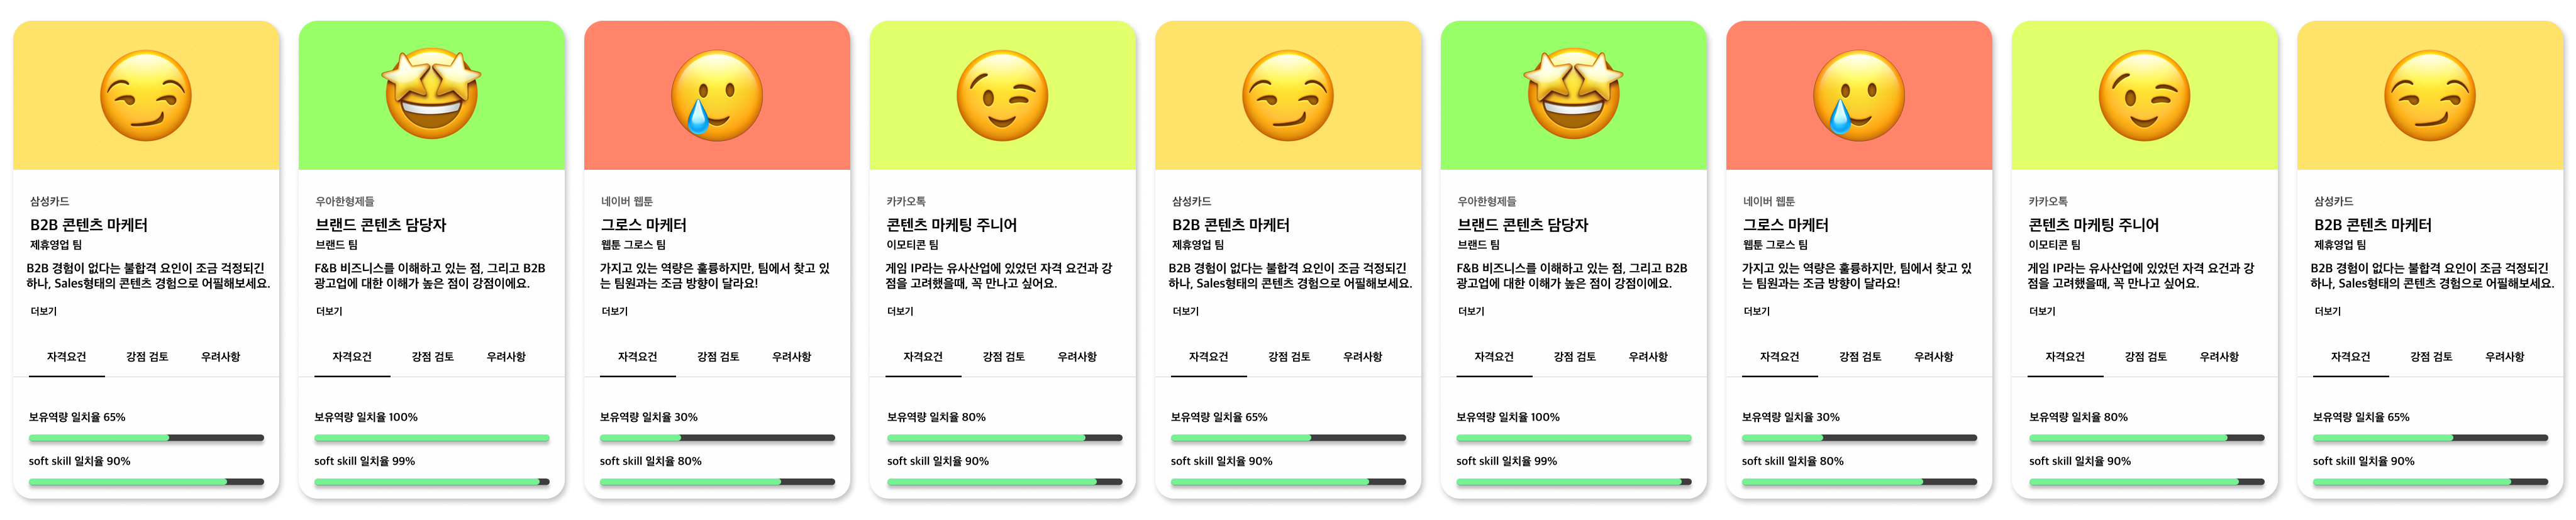 삼성카드
B2B 콘텐츠 마케터
제휴영업 팀
B2B 경험이 없다는 불합격 요인이 조금 걱정되긴
하나, Sales형태의 콘텐츠 경험으로 어필해보세요.
더보기
자격요건 강점 검토 우려사항
보유역량 일치율 65%
soft skill 일치율 90%
우아한형제들
브랜드 콘텐츠 담당자
브랜드 팀
F&B 비즈니스를 이해하고 있는 점, 그리고 B2B
광고업에 대한 이해가 높은 점이 강점이에요.
더보기
자격요건 강점 검토 우려사항
보유역량 일치율 100%
soft skill 일치율 99%
네이버 웹툰
그로스 마케터
웹툰 그로스 팀
가지고 있는 역량은 훌륭하지만, 팀에서 찾고 있
는 팀원과는 조금 방향이 달라요!
더보기
자격요건 강점 검토 우려사항
보유역량 일치율 30%
soft skill 일치율 80%
카카오톡
콘텐츠 마케팅 주니어
이모티콘 팀
게임 IP라는 유사산업에 있었던 자격 요건과 강
점을 고려했을때, 꼭 만나고 싶어요.
더보기
자격요건 강점 검토 우려사항
보유역량 일치율 80%
soft skill 일치율 90%
삼성카드
B2B 콘텐츠 마케터
제휴영업 팀
B2B 경험이 없다는 불합격 요인이 조금 걱정되긴
하나, Sales형태의 콘텐츠 경험으로 어필해보세요.
더보기
자격요건 강점 검토 우려사항
보유역량 일치율 65%
soft skill 일치율 90%
우아한형제들
브랜드 콘텐츠 담당자
브랜드 팀
F&B 비즈니스를 이해하고 있는 점, 그리고 B2B
광고업에 대한 이해가 높은 점이 강점이에요.
더보기
자격요건 강점 검토 우려사항
보유역량 일치율 100%
soft skill 일치율 99%
네이버 웹툰
그로스 마케터
웹툰 그로스 팀
가지고 있는 역량은 훌륭하지만, 팀에서 찾고 있
는 팀원과는 조금 방향이 달라요!
더보기
자격요건 강점 검토 우려사항
보유역량 일치율 30%
soft skill 일치율 80%
카카오톡
콘텐츠 마케팅 주니어
이모티콘 팀
게임 IP라는 유사산업에 있었던 자격 요건과 강
점을 고려했을때, 꼭 만나고 싶어요.
더보기
자격요건 강점 검토 우려사항
보유역량 일치율 80%
soft skill 일치율 90%
삼성카드
B2B 콘텐츠 마케터
제휴영업 팀
B2B 경험이 없다는 불합격 요인이 조금 걱정되긴
하나, Sales형태의 콘텐츠 경험으로 어필해보세요.
더보기
자격요건 강점 검토 우려사항
보유역량 일치율 65%
soft skill 일치율 90%